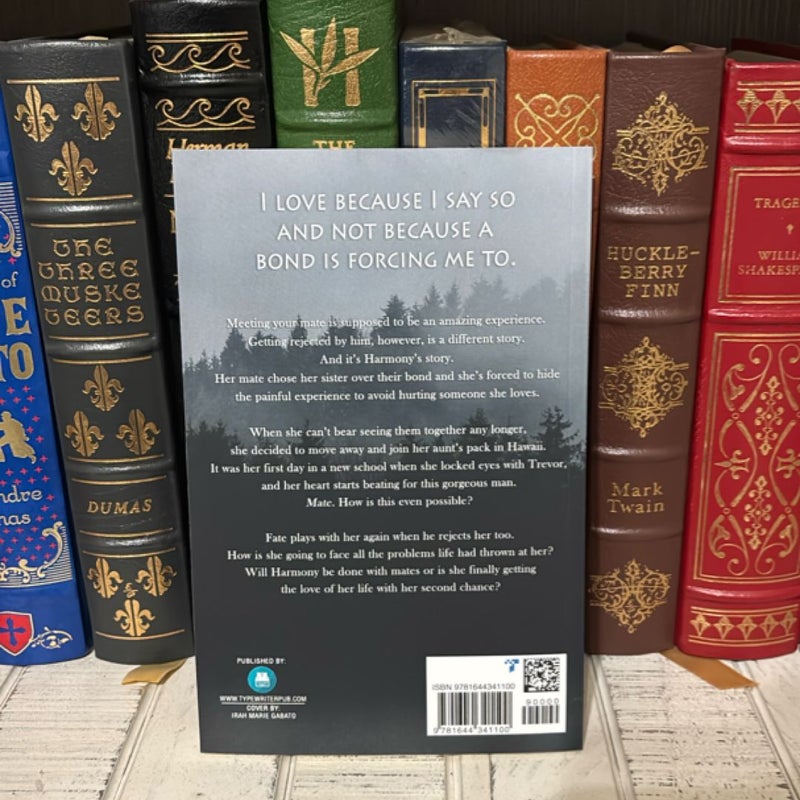 of
E
TO
ndre
nas
THE
THREE
MUSKE
TEERS
DUMAS
Herman
H
THE
HUCKLE-
BERRY
FINN
Mark
Twain
I LOVE BECAUSE I SAY SO
AND NOT BECAUSE A
BOND IS FORCING ME TO.
Meeting your mate is supposed to be an amazing experience.
Getting rejected by him, however, is a different story.
And it's Harmony's story.
Her mate chose her sister over their bond and she's forced to hide
the painful experience to avoid hurting someone she loves.
When she can't bear seeing them together any longer,
she decided to move away and join her aunt's pack in Hawaii.
It was her first day in a new school when she locked eyes with Trevor,
and her heart starts beating for this gorgeous man.
Mate. How is this even possible?
Fate plays with her again when he rejects her too.
How is she going to face all the problems life had thrown at her?
Will Harmony be done with mates or is she finally getting
the love of her life with her second chance?
PUBLISHED BY:
WWW.TYPEWRITERPUB.COM
COVER BY:
IRAH MARIE GABATO
ISBN 9781644341100
90000
9 781644 341100
TRAGE
WILLIA
SHAKESP